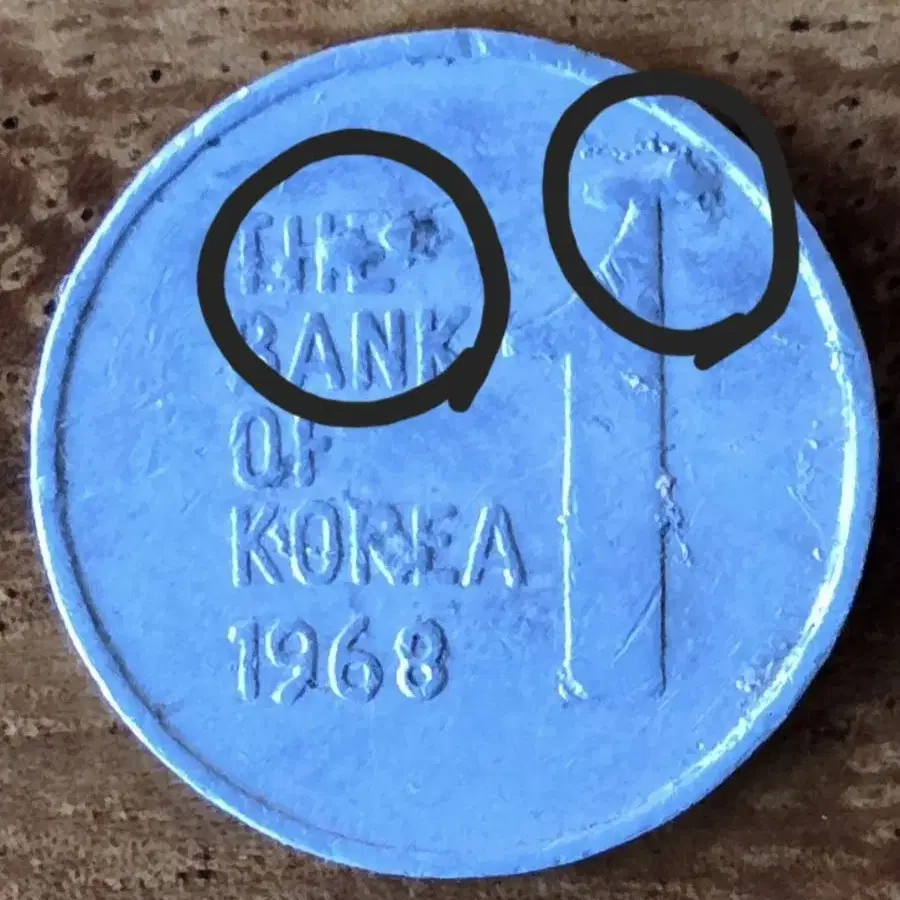 THE
BANK
OF
KOREA
1968
1